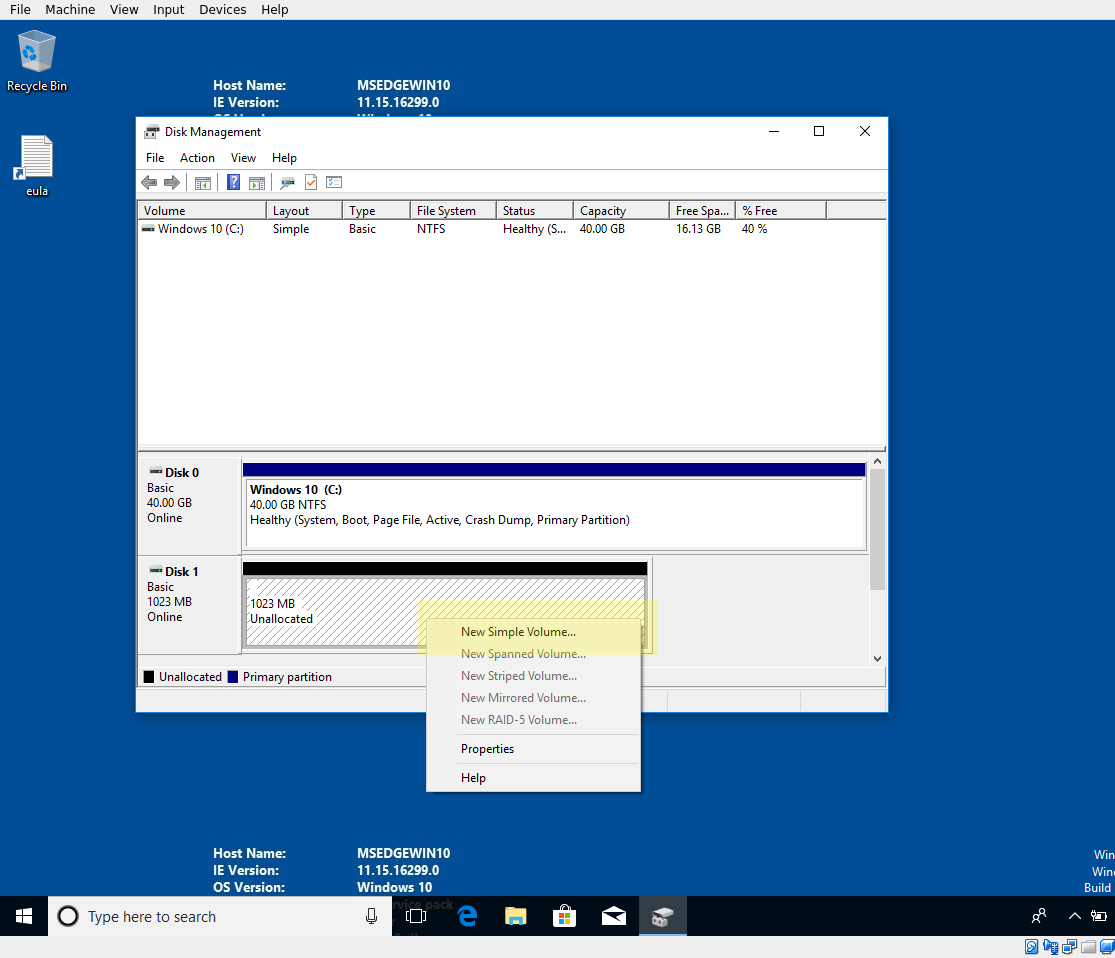 File Machine View Input Devices Help
Recycle Bin
Host Name: MSEDGEWIN10
IE Version: 11.15.16299.0
eula
Disk Management
File Action View Help
Volume Layout Type File System Status Capacity Free Spa... % Free
Windows 10 (C:) Simple Basic NTFS Healthy (S... 40.00 GB 16.13 GB 40 %
Disk 0
Basic
40.00 GB
Online
Windows 10 (C:)
40.00 GB NTFS
Healthy (System, Boot, Page File, Active, Crash Dump, Primary Partition)
Disk 1
Basic
1023 MB
Online
1023 MB
Unallocated
New Simple Volume...
New Spanned Volume...
New Striped Volume...
New Mirrored Volume...
New RAID-5 Volume...
Properties
Help
Unallocated Primary partition
Host Name: MSEDGEWIN10
IE Version: 11.15.16299.0
OS Version: Windows 10
Win
Wind
Build
Type here to search